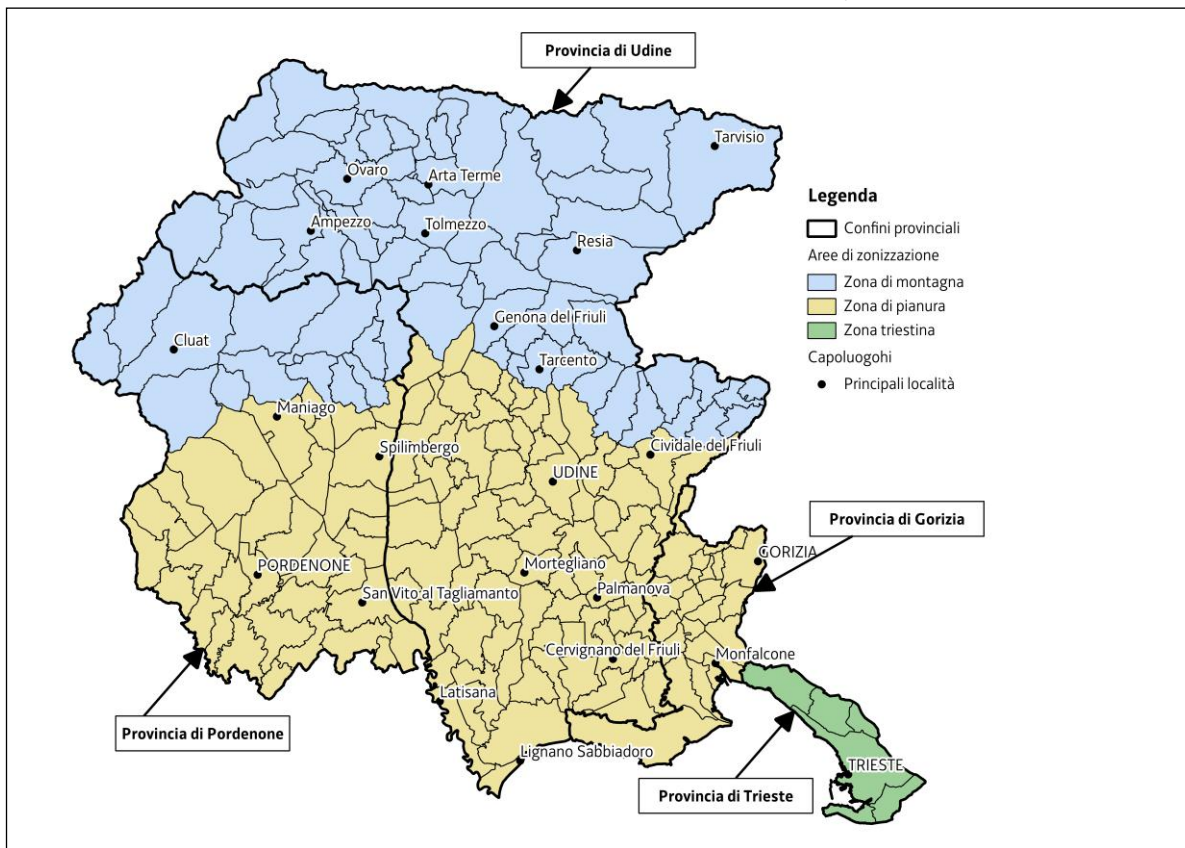 Provincia di Udine
Tarvisio
Ovaro
Arta Terme
Ampezzo
Tolmezzo
Resia
Legenda
Confini provinciali
Aree di zonizzazione
Zona di montagna
Zona di pianura
Zona triestina
Capoluogohi
Principali località
Genona del Friuli
Cluat
Tarcento
Maniago
Spilimbergo
Cividale del Friuli
UDINE
Provincia di Gorizia
GORIZIA
PORDENONE
Mortegliano
San Vito al Tagliamanto
Palmanova
Cervignano del Friuli
Monfalcone
Latisana
Provincia di Pordenone
Lignano Sabbiadoro
TRIESTE
Provincia di Trieste